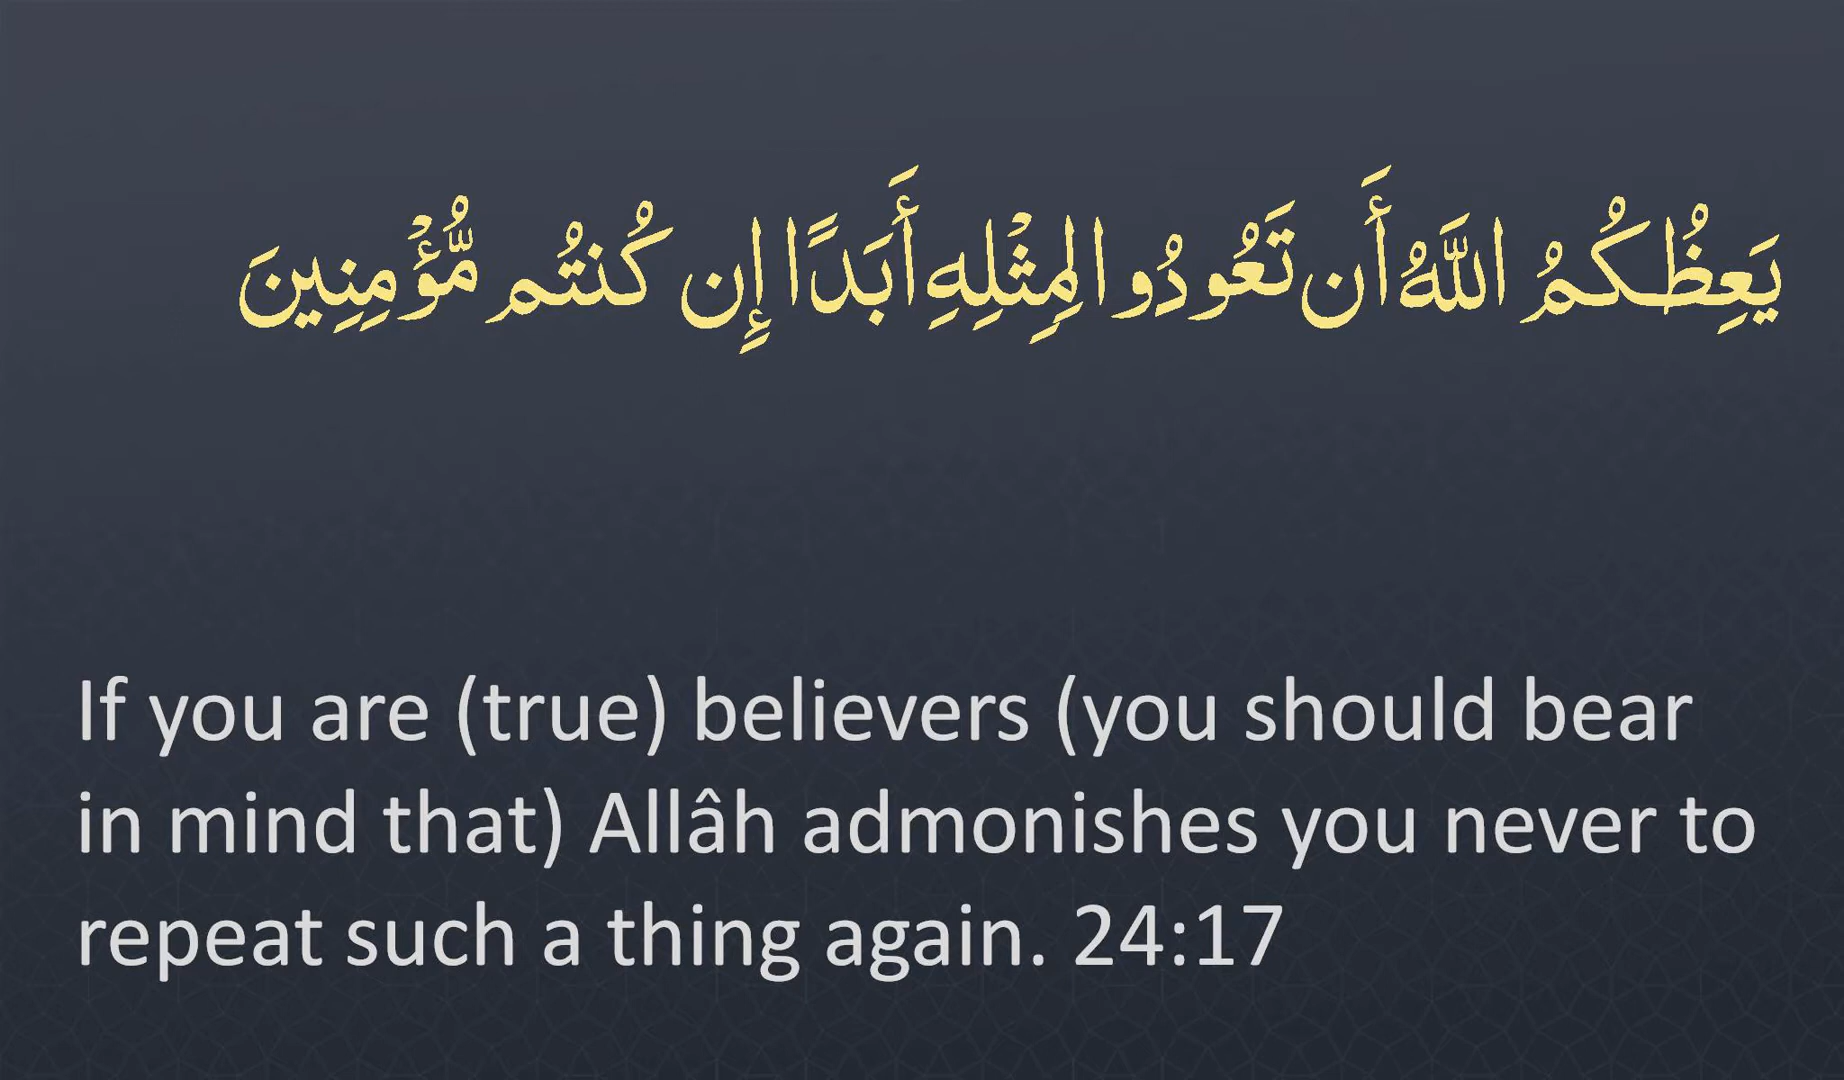 يَعِظُكُمُ اللَّهُ أَن تَعُودُوا لِمِثْلِهِ أَبَدًا إِن كُنتُم مُّؤْمِنِينَ
If you are (true) believers (you should bear
in mind that) Allâh admonishes you never to
repeat such a thing again. 24:17